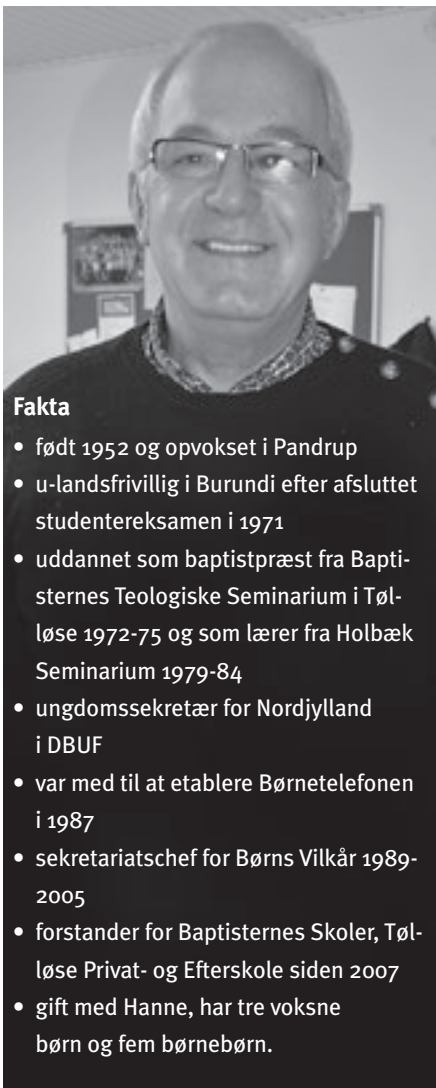 Fakta
• født 1952 og opvokset i Pandrup
• u-landsfrivillig i Burundi efter afsluttet
studentereksamen i 1971
• uddannet som baptistpræst fra Bapti-
sternes Teologiske Seminarium i Tøl-
løse 1972-75 og som lærer fra Holbæk
Seminarium 1979-84
• ungdomssekretær for Nordjylland
i DBUF
• var med til at etablere Børnetelefonen
i 1987
• sekretariatschef for Børns Vilkår 1989-
2005
• forstander for Baptisternes Skoler, Tøl-
løse Privat- og Efterskole siden 2007
• gift med Hanne, har tre voksne
børn og fem børnebørn.